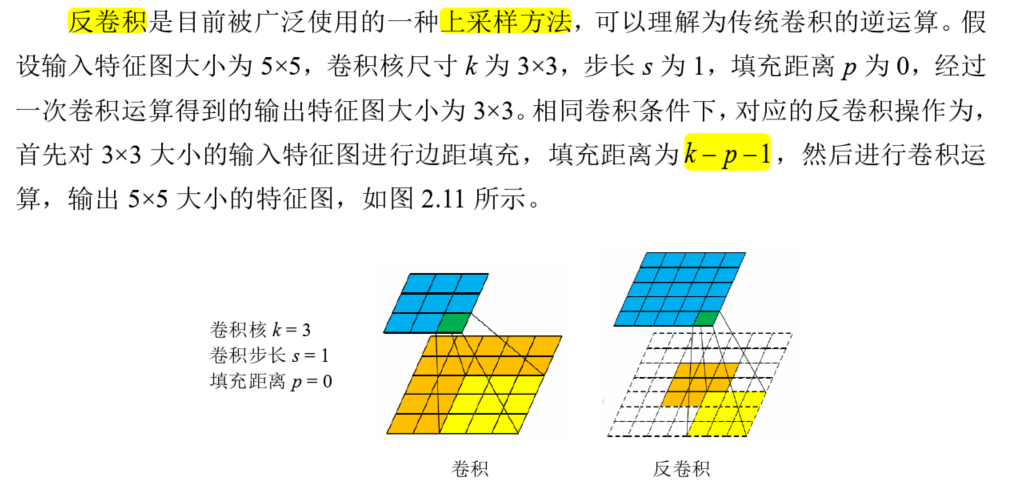 反卷积是目前被广泛使用的一种上采样方法，可以理解为传统卷积的逆运算。假
设输入特征图大小为 5×5，卷积核尺寸 k 为 3×3，步长 s 为 1，填充距离 p 为 0，经过
一次卷积运算得到的输出特征图大小为 3×3。相同卷积条件下，对应的反卷积操作为，
首先对 3×3 大小的输入特征图进行边距填充，填充距离为 k – p –1，然后进行卷积运
算，输出 5×5 大小的特征图，如图 2.11 所示。
卷积核 k = 3
卷积步长 s = 1
填充距离 p = 0
卷积
反卷积